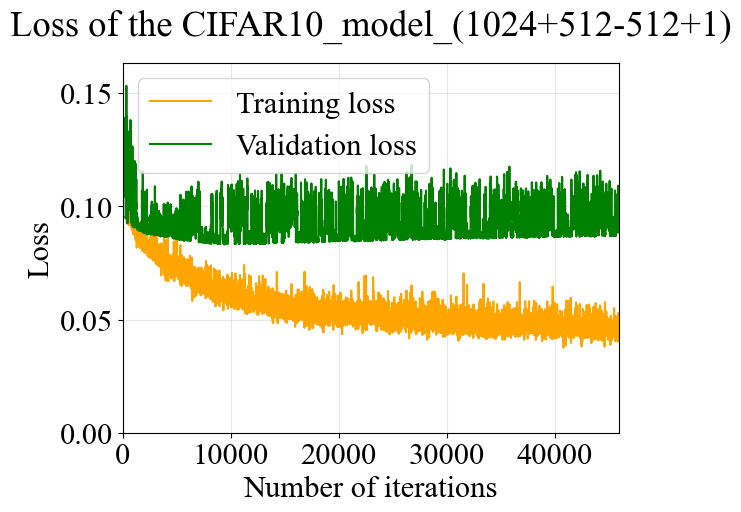 Loss of the CIFAR10_model_(1024+512-512+1)
Training loss
Validation loss
0.15
0.10
0.05
0.00
Loss
0 10000 20000 30000 40000
Number of iterations